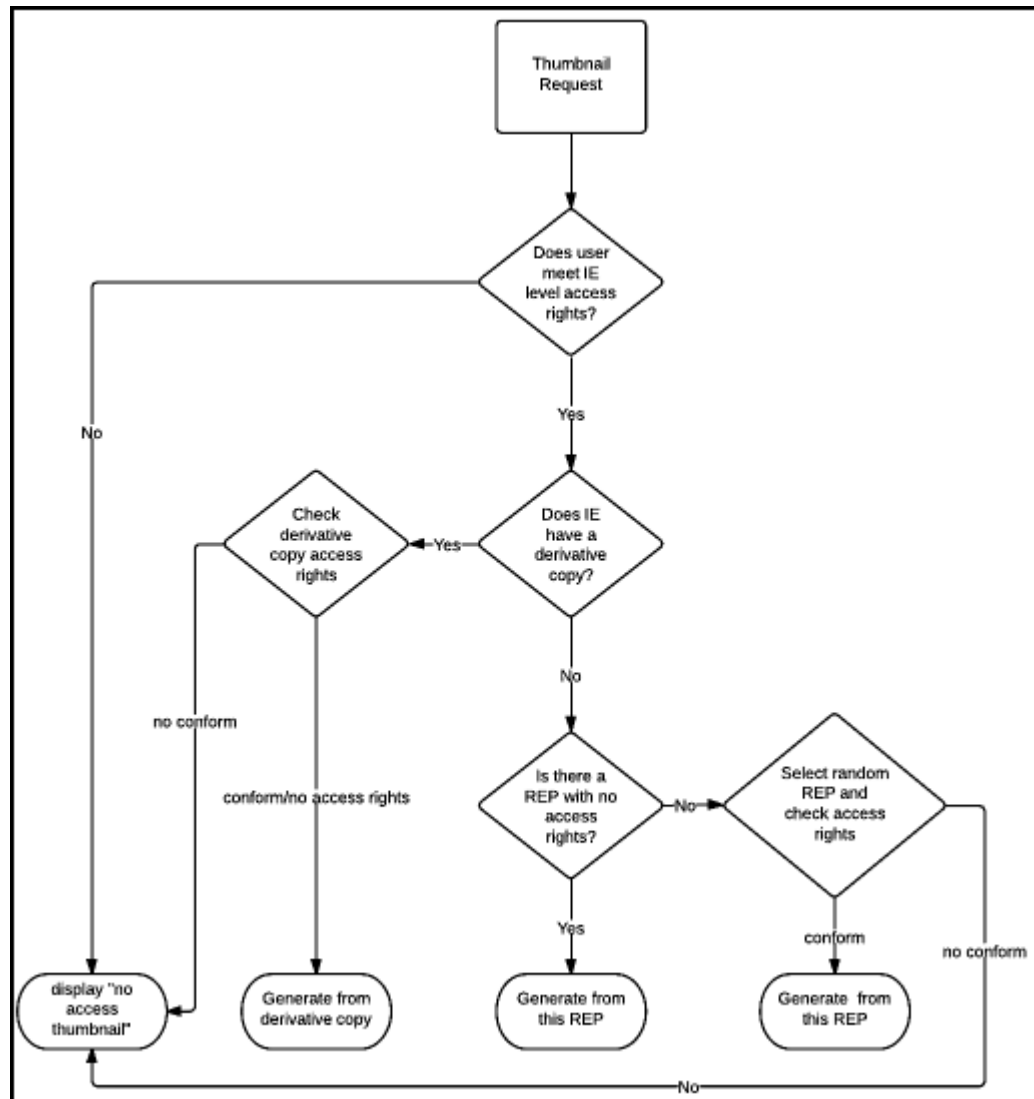 Thumbnail
Request
Does user
meet IE
level access
rights?
No
Yes
Check
derivative
copy access
rights
Yes
Does IE
have a
derivative
copy?
No
no conform
conform/no access rights
Is there a
REP with no
access
rights?
No
Select random
REP and
check access
rights
Yes
conform
no conform
display "no
access
thumbnail"
Generate from
derivative copy
Generate from
this REP
Generate from
this REP
No